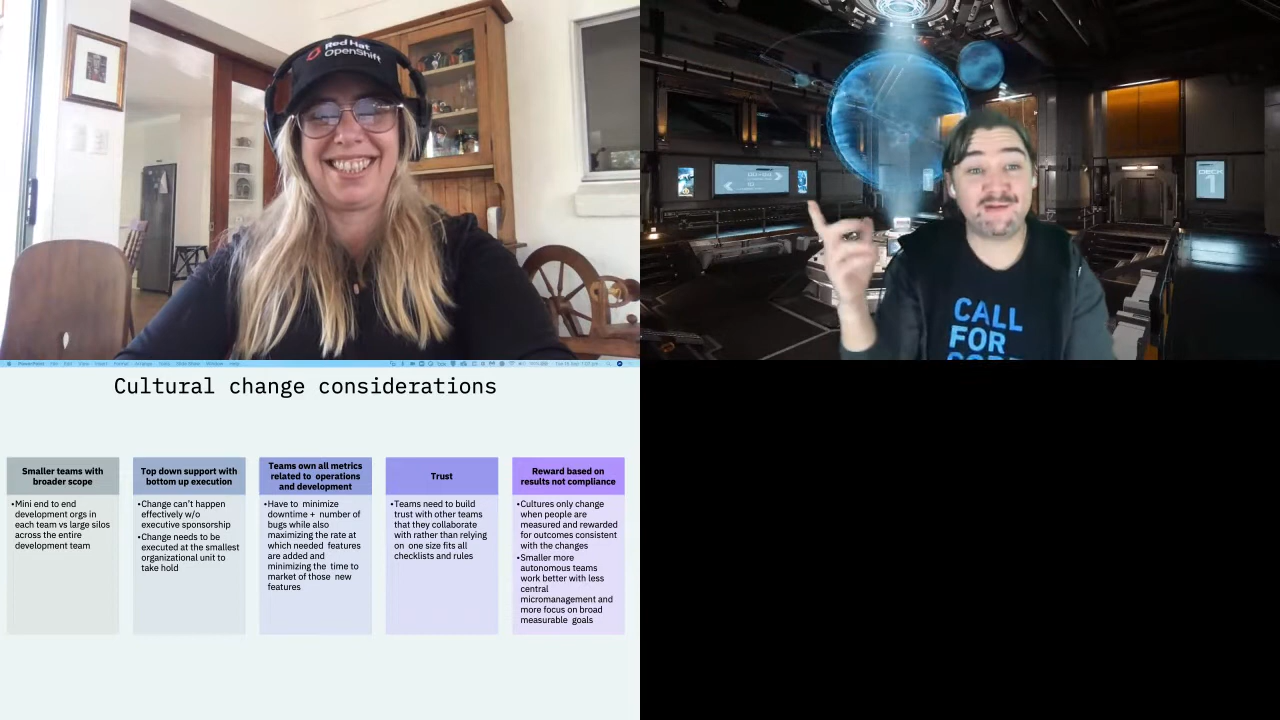 Red Hat
OpenShift
DECK
1
CALL
FOR
CODE
Cultural change considerations
Smaller teams with
broader scope
•Mini end to end
development orgs in
each team vs large silos
across the entire
development team
Top down support with
bottom up execution
•Change can't happen
effectively w/o
executive sponsorship
•Change needs to be
executed at the smallest
organizational unit to
take hold
Teams own all metrics
related to operations
and development
•Have to minimize
downtime + number of
bugs while also
maximizing the rate at
which needed features
are added and
minimizing the time to
market of those new
features
Trust
•Teams need to build
trust with other teams
that they collaborate
with rather than relying
on one size fits all
checklists and rules
Reward based on
results not compliance
•Cultures only change
when people are
measured and rewarded
for outcomes consistent
with the changes
•Smaller more
autonomous teams
work better with less
central
micromanagement and
more focus on broad
measurable goals